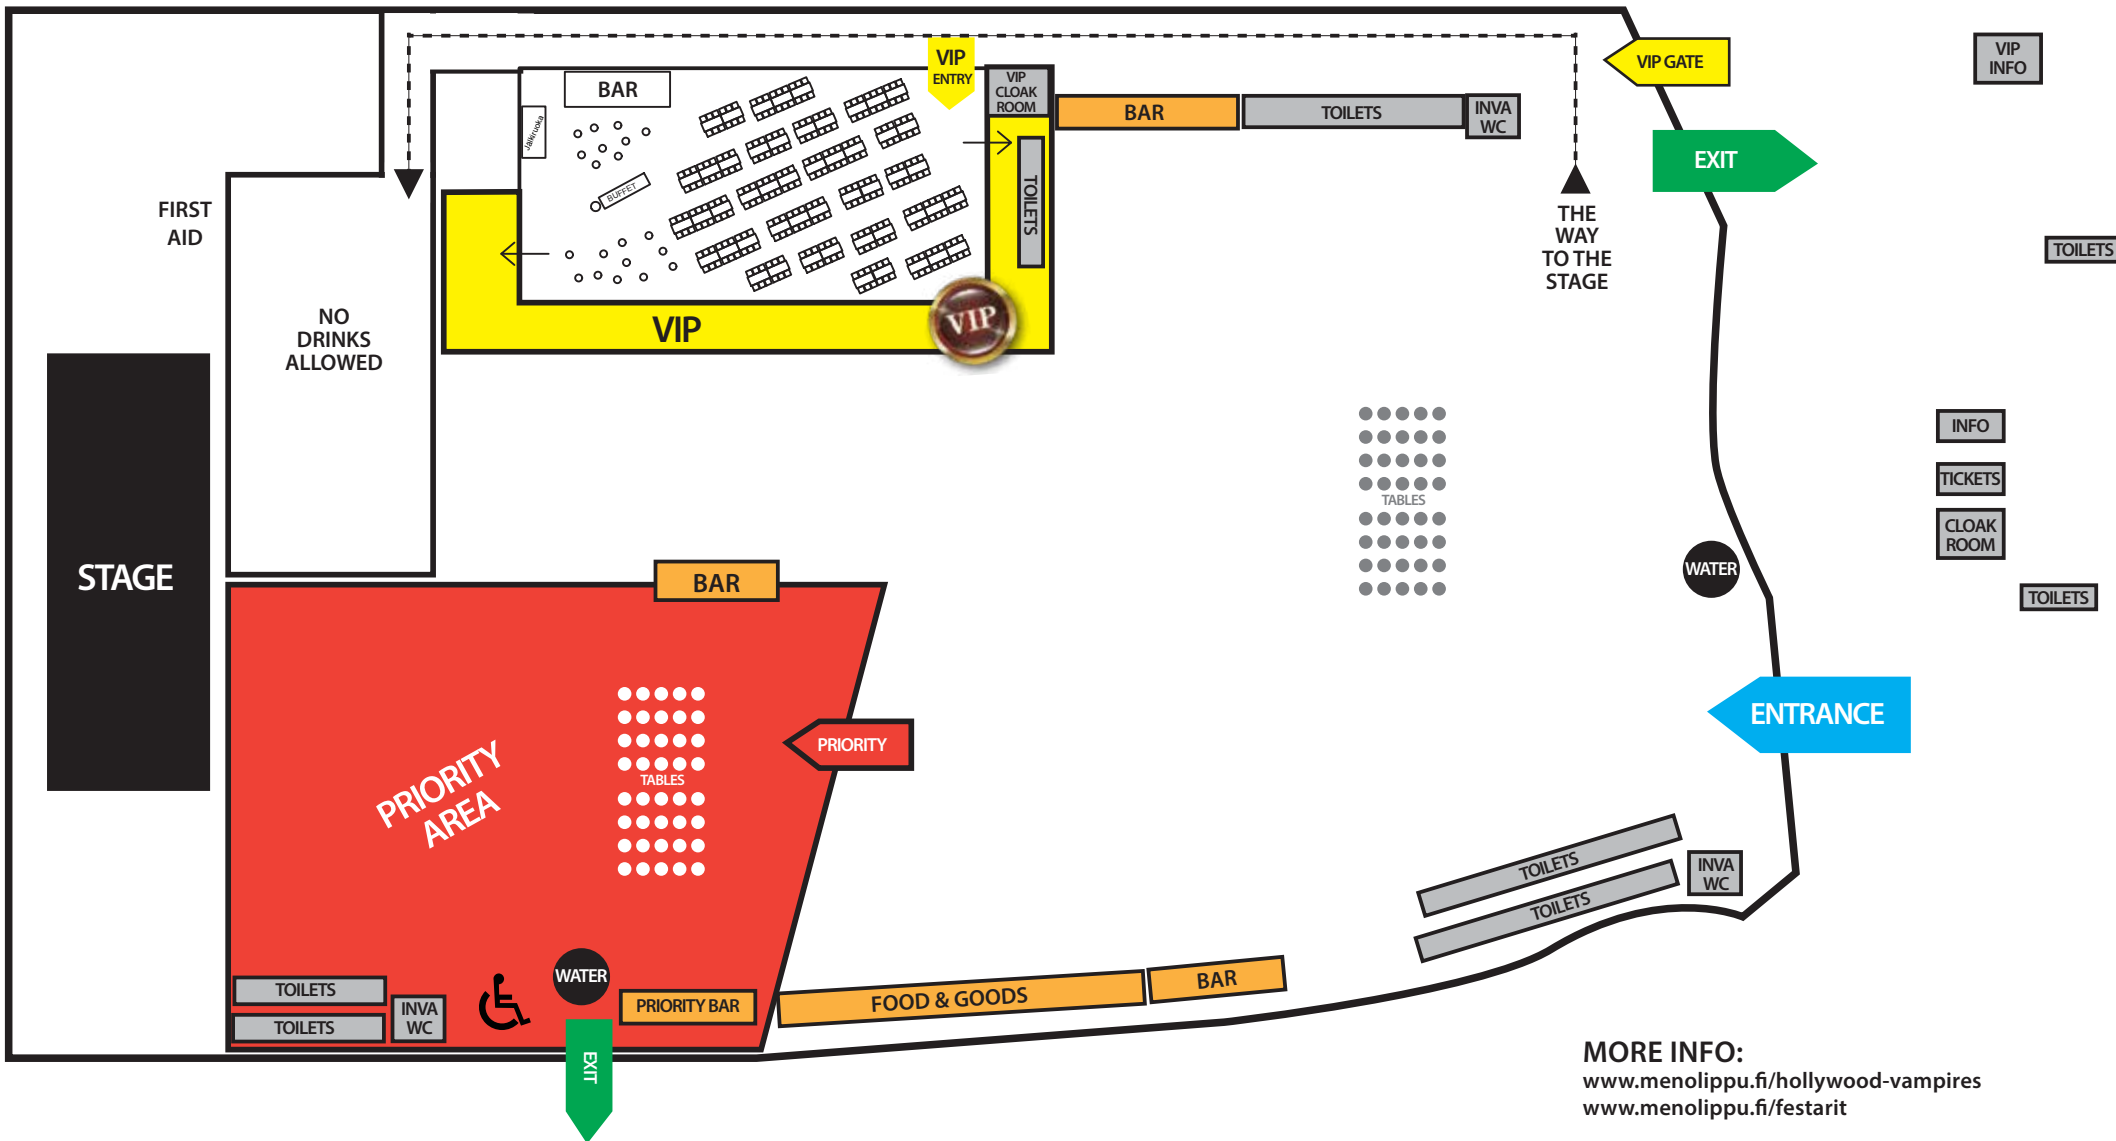 VIP
ENTRY
VIP
CLOAK
ROOM
BAR
Jälkiruoka
BUFFET
BAR
TOILETS
INVA
WC
TOILETS
VIP
VIP
VIP GATE
VIP
INFO
EXIT
THE
WAY
TO THE
STAGE
TOILETS
FIRST
AID
NO
DRINKS
ALLOWED
STAGE
TABLES
INFO
TICKETS
CLOAK
ROOM
WATER
TOILETS
ENTRANCE
BAR
PRIORITY
TABLES
PRIORITY
AREA
TOILETS
TOILETS
INVA
WC
WATER
PRIORITY BAR
EXIT
FOOD & GOODS
BAR
TOILETS
TOILETS
INVA
WC
MORE INFO:
www.menolippu.fi/hollywood-vampires
www.menolippu.fi/festarit